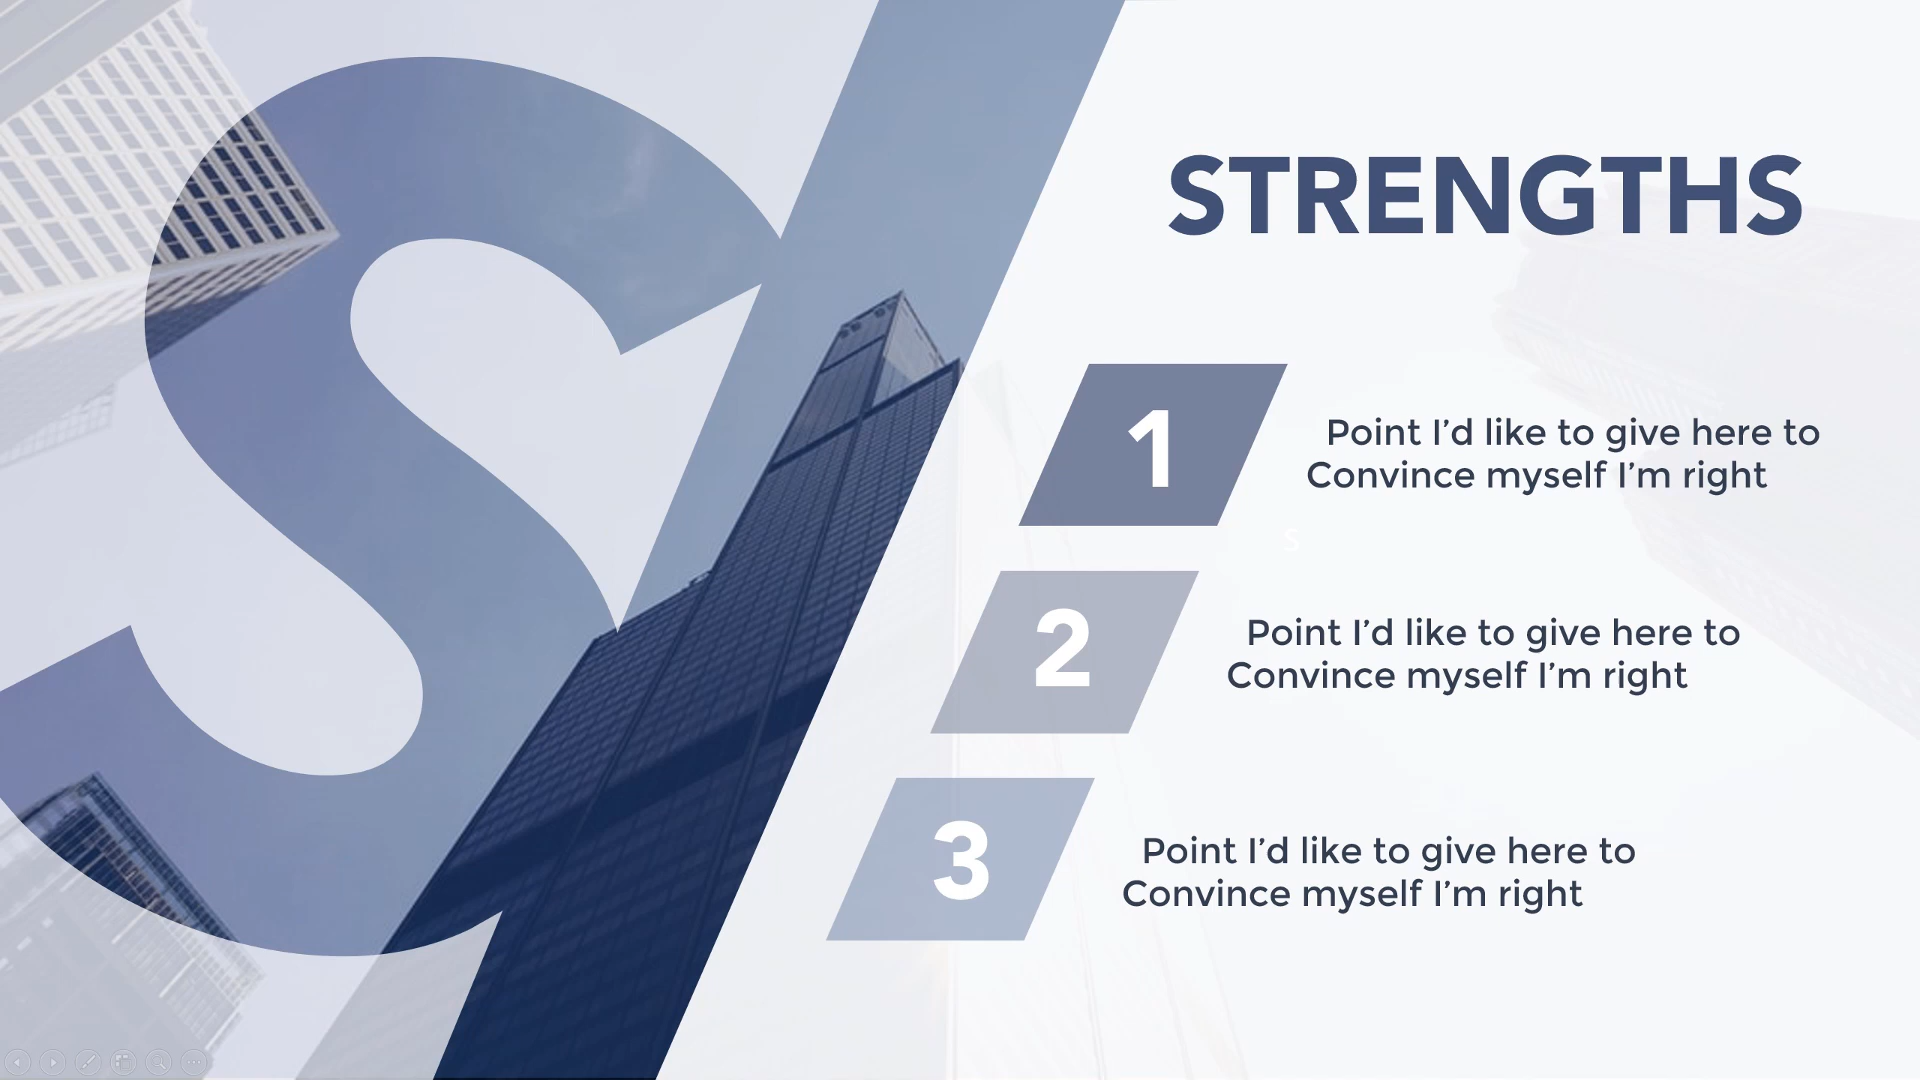 S
STRENGTHS
1
Point I’d like to give here to
Convince myself I’m right
S
2
Point I’d like to give here to
Convince myself I’m right
3
Point I’d like to give here to
Convince myself I’m right